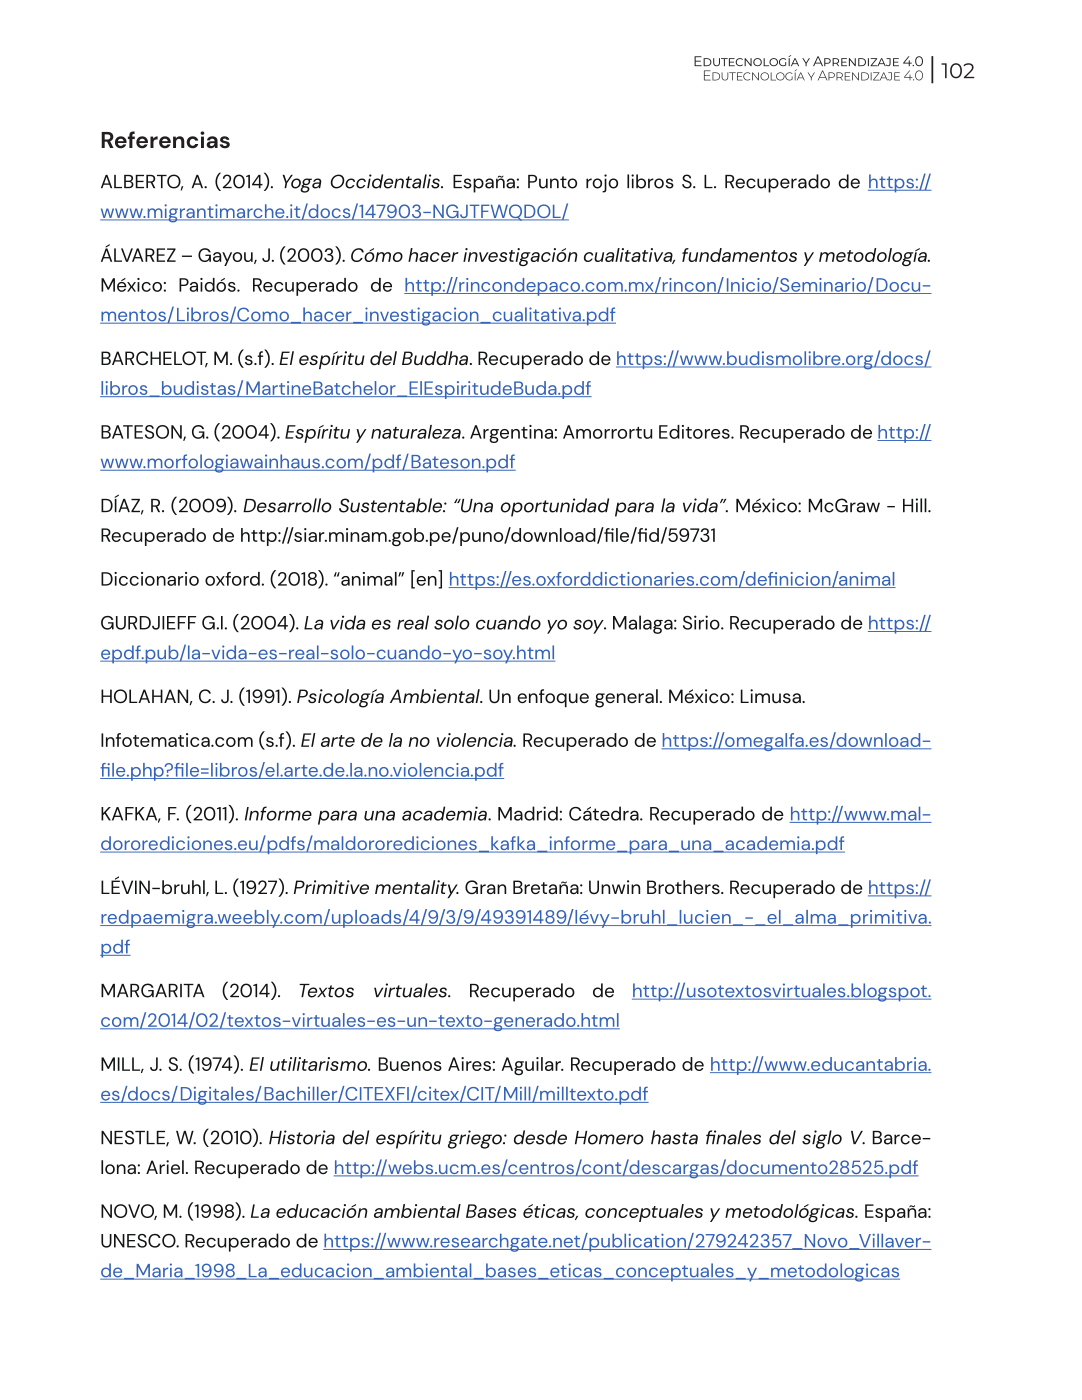 Edutecnología y Aprendizaje 4.0
Edutecnología y Aprendizaje 4.0
102
Referencias
ALBERTO, A. (2014). Yoga Occidentalis. España: Punto rojo libros S. L. Recuperado de https://
www.migrantimarche.it/docs/147903-NGJTFWQDOL/
ÁLVAREZ – Gayou, J. (2003). Cómo hacer investigación cualitativa, fundamentos y metodología.
México: Paidós. Recuperado de http://rincondepaco.com.mx/rincon/Inicio/Seminario/Docu-
mentos/Libros/Como_hacer_investigacion_cualitativa.pdf
BARCHELOT, M. (s.f). El espíritu del Buddha. Recuperado de https://www.budismolibre.org/docs/
libros_budistas/MartineBatchelor_ElEspiritudeBuda.pdf
BATESON, G. (2004). Espíritu y naturaleza. Argentina: Amorrortu Editores. Recuperado de http://
www.morfologiawainhaus.com/pdf/Bateson.pdf
DÍAZ, R. (2009). Desarrollo Sustentable: “Una oportunidad para la vida”. México: McGraw - Hill.
Recuperado de http://siar.minam.gob.pe/puno/download/file/fid/59731
Diccionario oxford. (2018). “animal” [en] https://es.oxforddictionaries.com/definicion/animal
GURDJIEFF G.I. (2004). La vida es real solo cuando yo soy. Malaga: Sirio. Recuperado de https://
epdf.pub/la-vida-es-real-solo-cuando-yo-soy.html
HOLAHAN, C. J. (1991). Psicología Ambiental. Un enfoque general. México: Limusa.
Infotematica.com (s.f). El arte de la no violencia. Recuperado de https://omegalfa.es/download-
file.php?file=libros/el.arte.de.la.no.violencia.pdf
KAFKA, F. (2011). Informe para una academia. Madrid: Cátedra. Recuperado de http://www.mal-
dororediciones.eu/pdfs/maldororediciones_kafka_informe_para_una_academia.pdf
LÉVIN-bruhl, L. (1927). Primitive mentality. Gran Bretaña: Unwin Brothers. Recuperado de https://
redpaemigra.weebly.com/uploads/4/9/3/9/49391489/lévy-bruhl_lucien_-_el_alma_primitiva.
pdf
MARGARITA (2014). Textos virtuales. Recuperado de http://usotextosvirtuales.blogspot.
com/2014/02/textos-virtuales-es-un-texto-generado.html
MILL, J. S. (1974). El utilitarismo. Buenos Aires: Aguilar. Recuperado de http://www.educantabria.
es/docs/Digitales/Bachiller/CITEXFI/citex/CIT/Mill/milltexto.pdf
NESTLE, W. (2010). Historia del espíritu griego: desde Homero hasta finales del siglo V. Barce-
lona: Ariel. Recuperado de http://webs.ucm.es/centros/cont/descargas/documento28525.pdf
NOVO, M. (1998). La educación ambiental Bases éticas, conceptuales y metodológicas. España:
UNESCO. Recuperado de https://www.researchgate.net/publication/279242357_Novo_Villaver-
de_Maria_1998_La_educacion_ambiental_bases_eticas_conceptuales_y_metodologicas